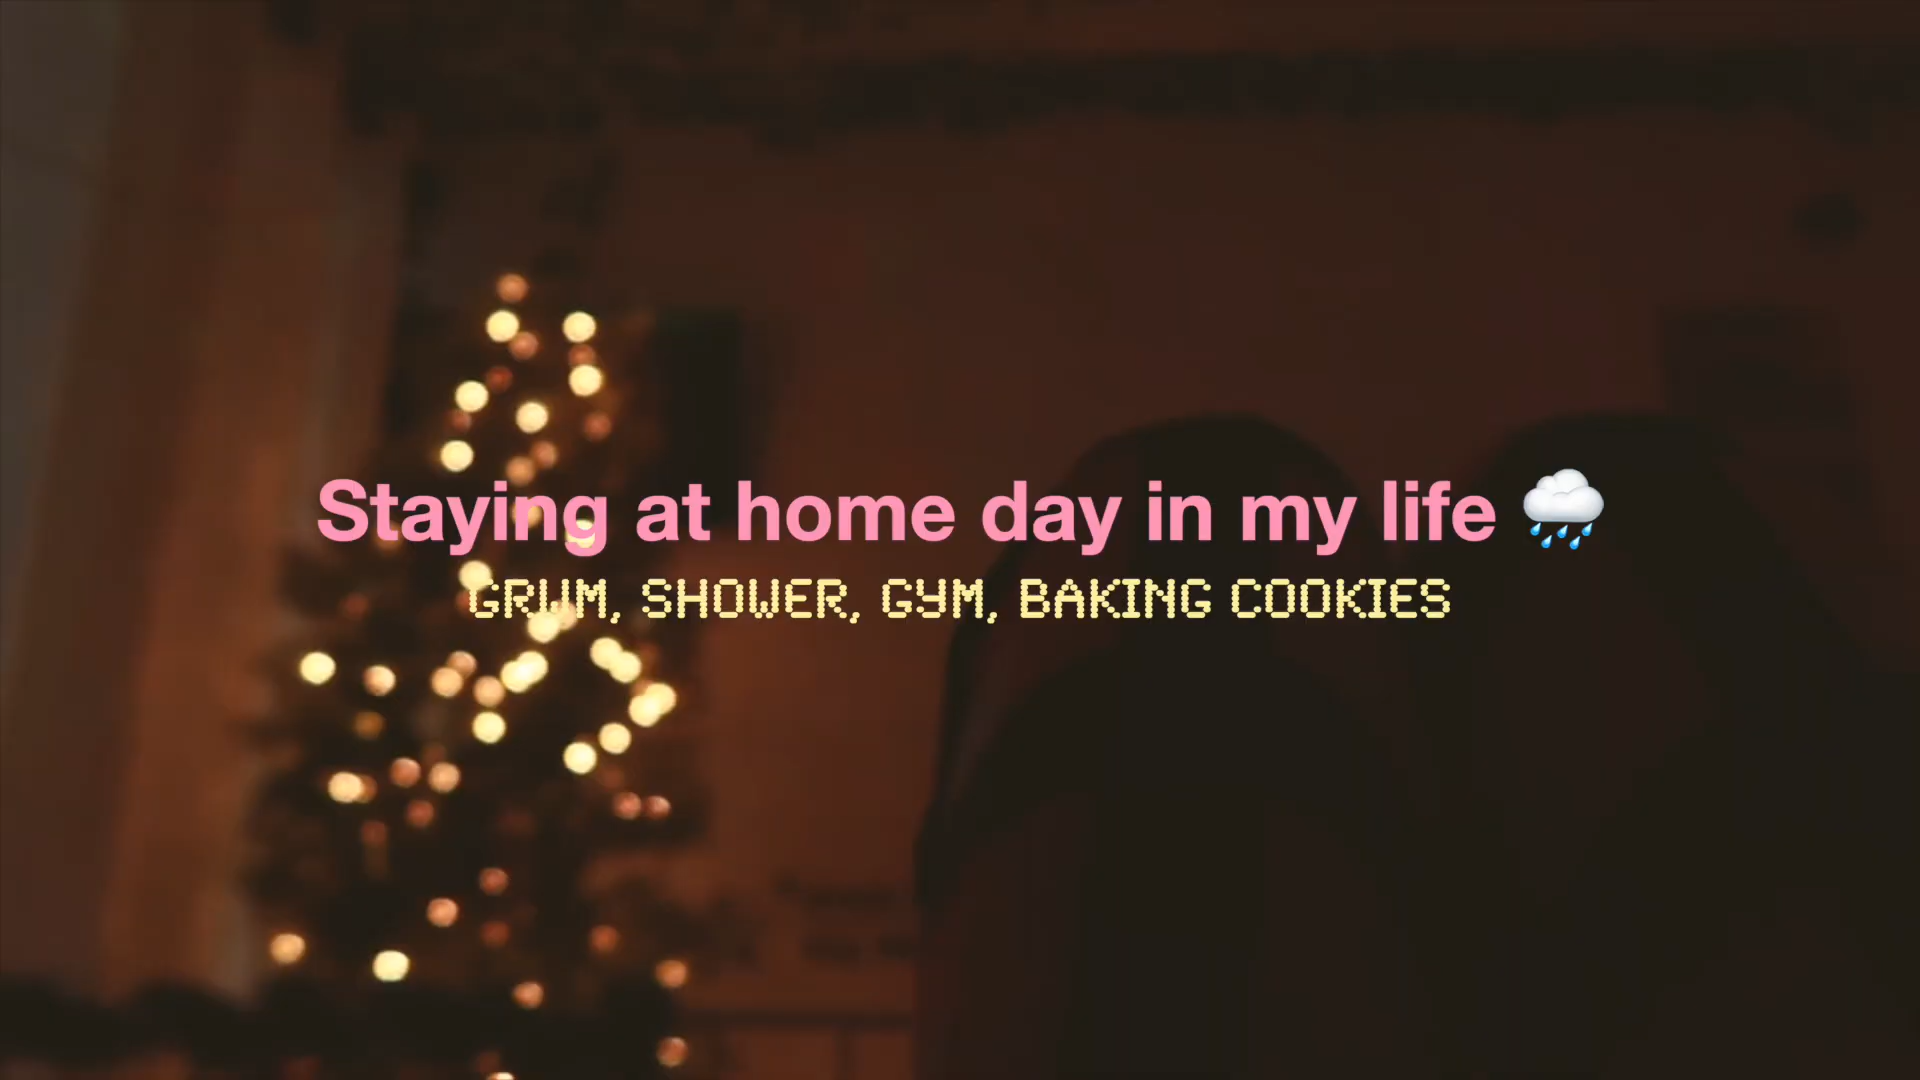 Staying at home day in my life 🌧️
GRWM, SHOWER, GYM, BAKING COOKIES